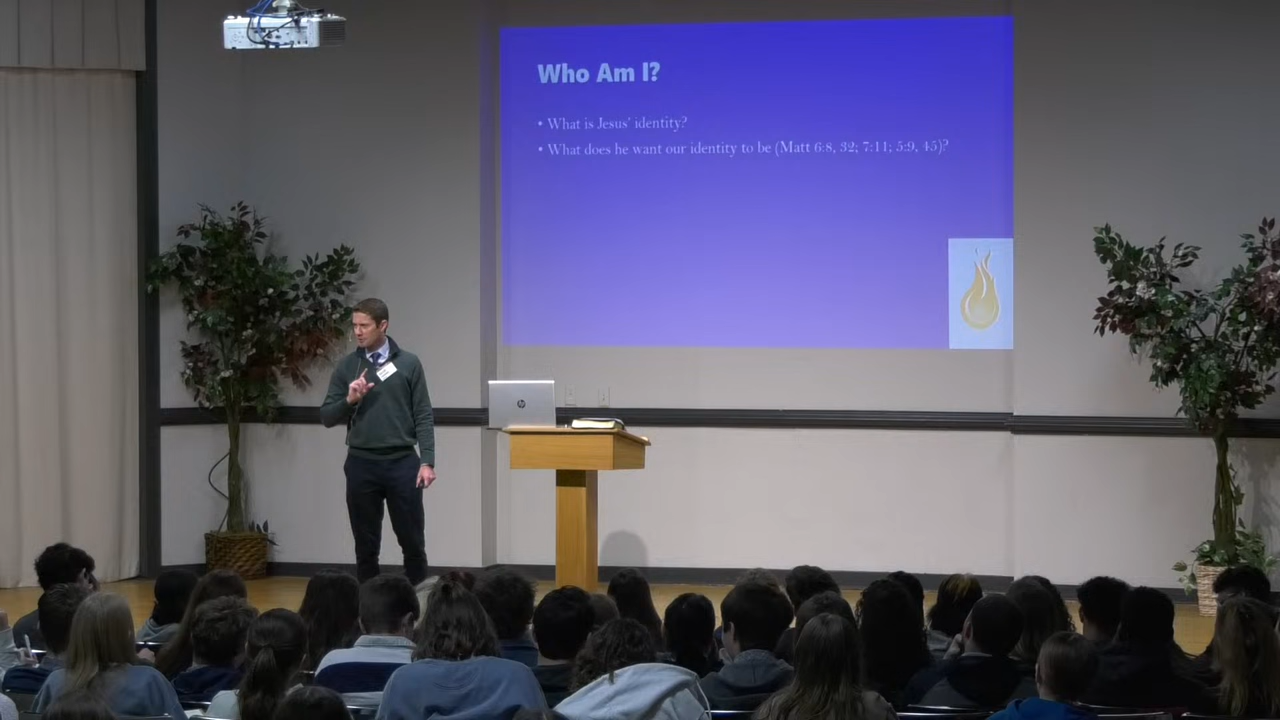 Who Am I?
• What is Jesus' identity?
• What does he want our identity to be (Matt 6:8, 32; 7:11; 5:9, 45)?
hp